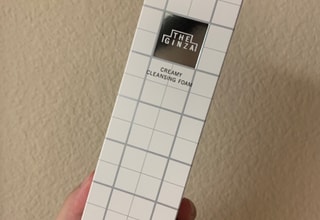 THE
GINZA
CREAMY
CLEANSING FOAM